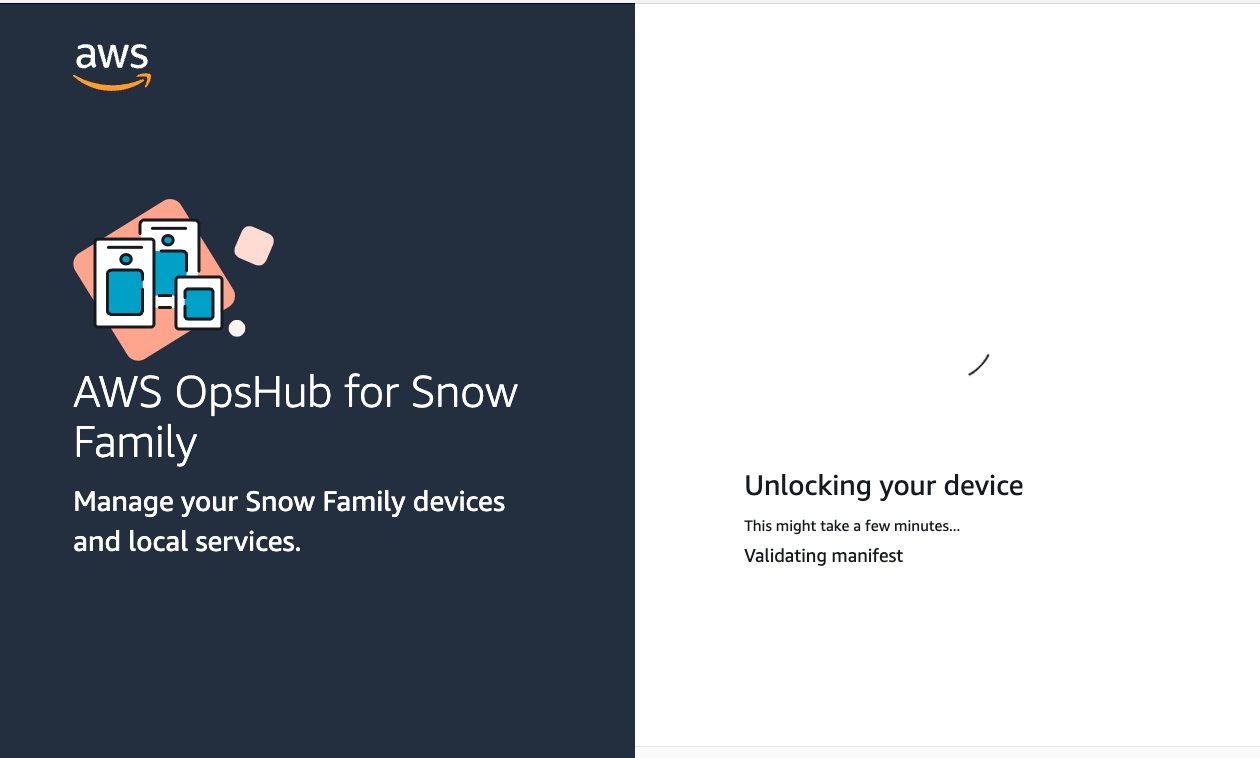 aws
AWS OpsHub for Snow
Family
Manage your Snow Family devices
and local services.
Unlocking your device
This might take a few minutes...
Validating manifest